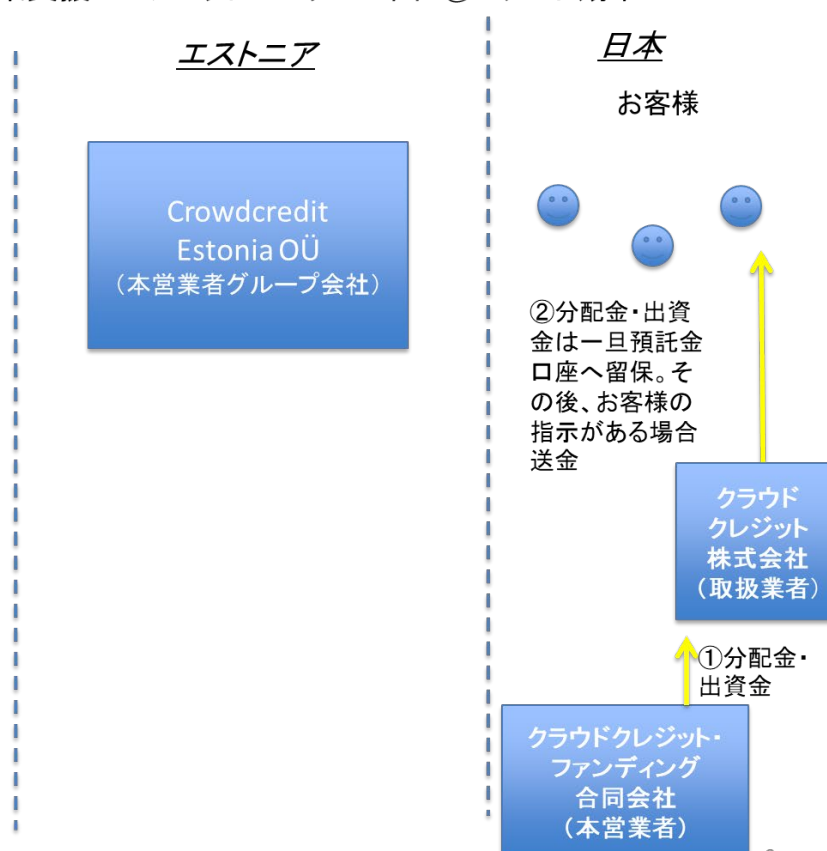 エストニア
日本
お客様
Crowdcredit
Estonia OÜ
（本営業者グループ会社）
②分配金・出資
金は一旦預託金
口座へ留保。そ
の後、お客様の
指示がある場合
送金
クラウド
クレジット
株式会社
（取扱業者）
①分配金・
出資金
クラウドクレジット・
ファンディング
合同会社
（本営業者）